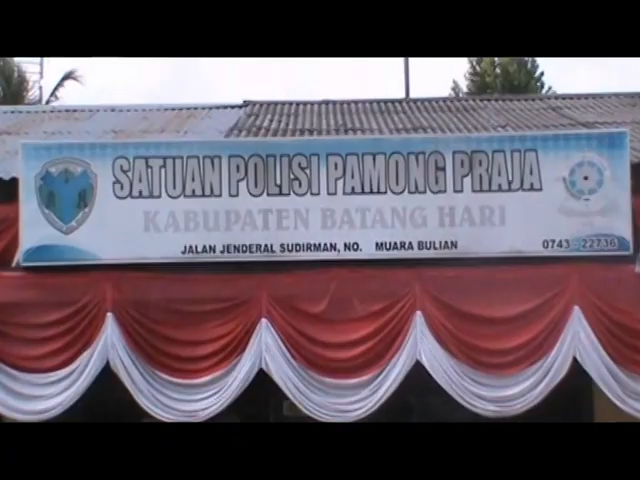 SATUAN POLISI PAMONG PRAJA
KABUPATEN BATANG HARI
JALAN JENDERAL SUDIRMAN, NO. MUARA BULIAN
0743 - 22736